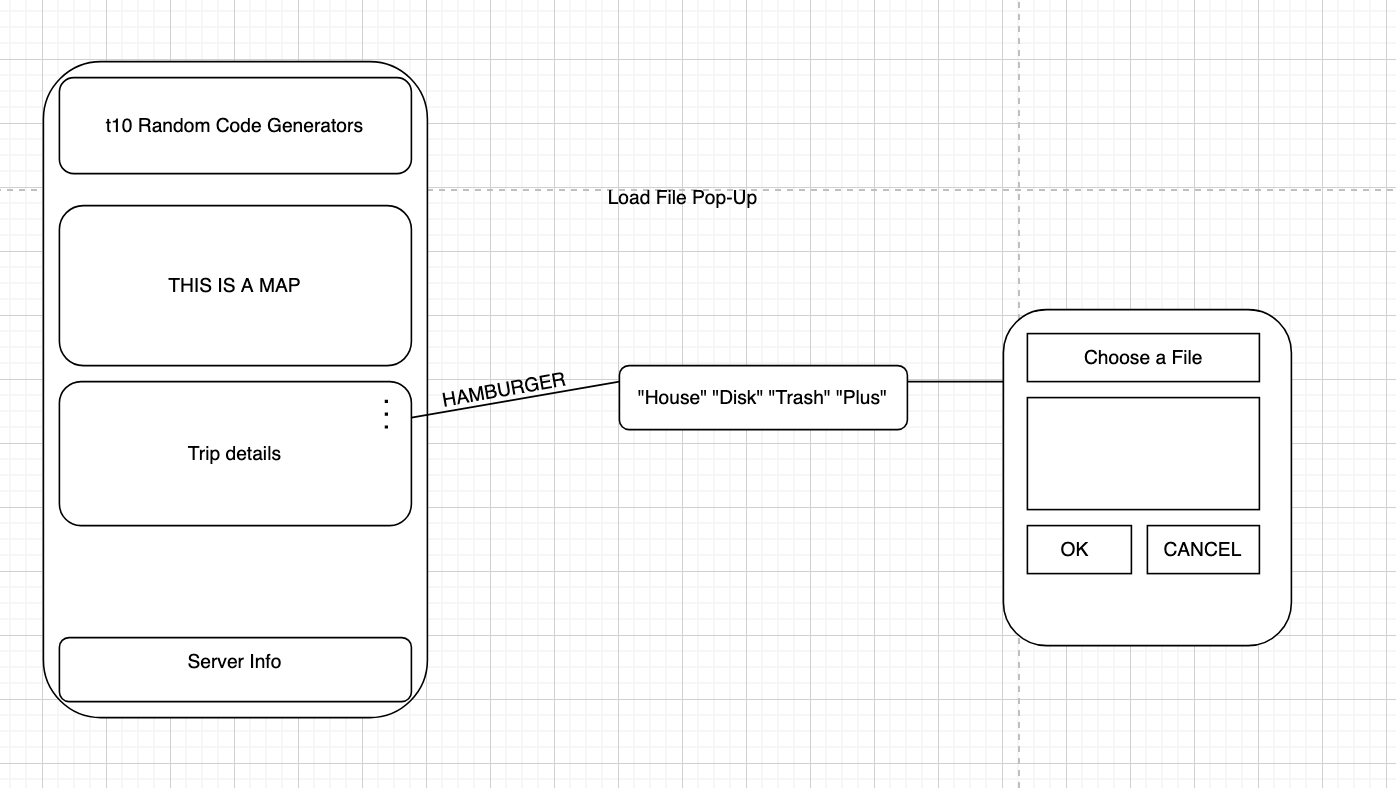 t10 Random Code Generators
Load File Pop-Up
THIS IS A MAP
HAMBURGER
Trip details
"House" "Disk" "Trash" "Plus"
Choose a File
OK
CANCEL
Server Info